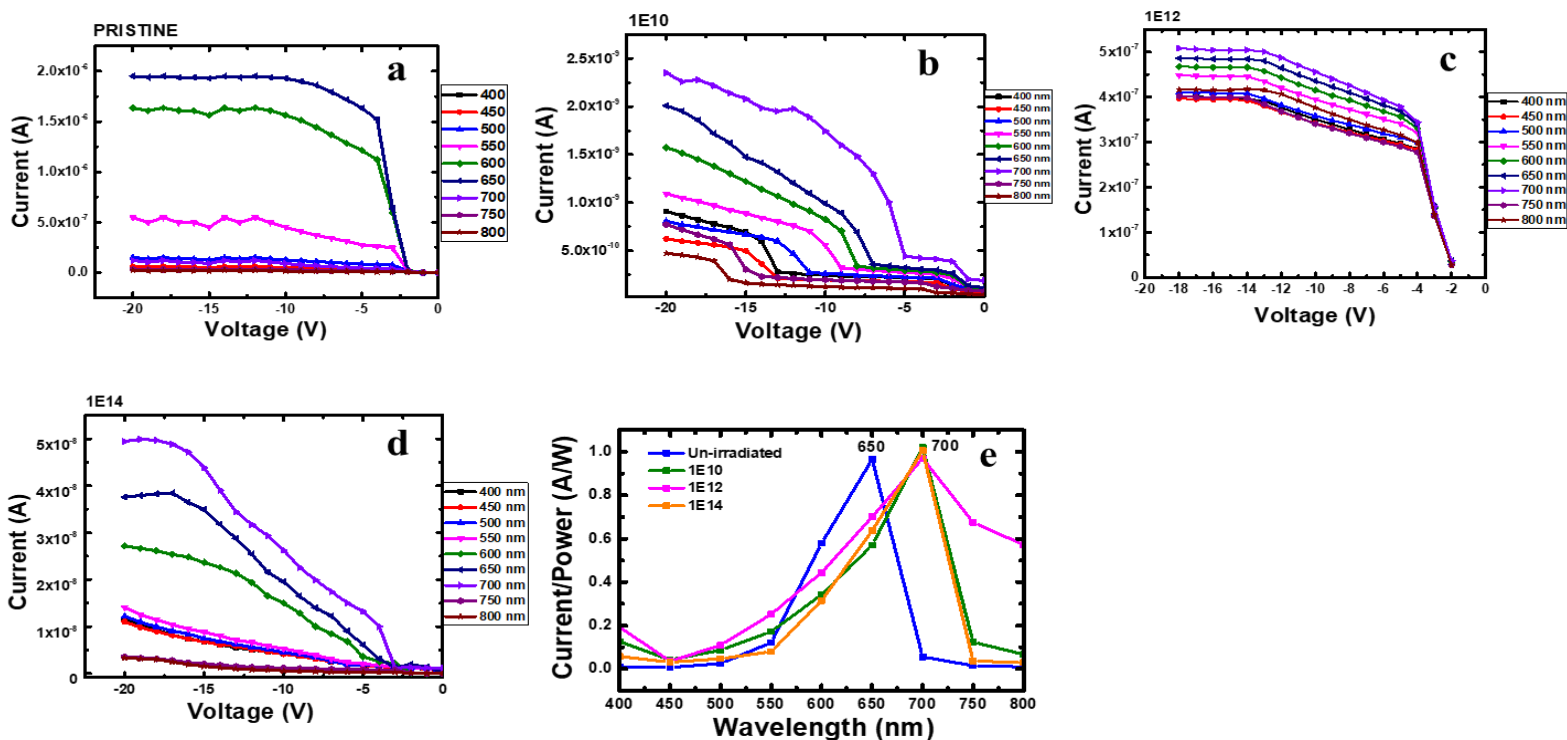 PRISTINE
a
2.0x10⁻⁶
1.5x10⁻⁶
1.0x10⁻⁶
5.0x10⁻⁷
0.0
Current (A)
-20 -15 -10 -5 0
Voltage (V)
400
450
500
550
600
650
700
750
800
1E10
b
2.5x10⁻⁹
2.0x10⁻⁹
1.5x10⁻⁹
1.0x10⁻⁹
5.0x10⁻¹⁰
Current (A)
-20 -15 -10 -5 0
Voltage (V)
400 nm
450 nm
500 nm
550 nm
600 nm
650 nm
700 nm
750 nm
800 nm
1E12
c
5x10⁻⁷
4x10⁻⁷
3x10⁻⁷
2x10⁻⁷
1x10⁻⁷
0
Current (A)
-20 -18 -16 -14 -12 -10 -8 -6 -4 -2 0
Voltage (V)
400 nm
450 nm
500 nm
550 nm
600 nm
650 nm
700 nm
750 nm
800 nm
1E14
d
5x10⁻⁸
4x10⁻⁸
3x10⁻⁸
2x10⁻⁸
1x10⁻⁸
0
Current (A)
-20 -15 -10 -5 0
Voltage (V)
400 nm
450 nm
500 nm
550 nm
600 nm
650 nm
700 nm
750 nm
800 nm
650 700
e
Un-irradiated
1E10
1E12
1E14
1.0
0.8
0.6
0.4
0.2
0.0
Current/Power (A/W)
400 450 500 550 600 650 700 750 800
Wavelength (nm)